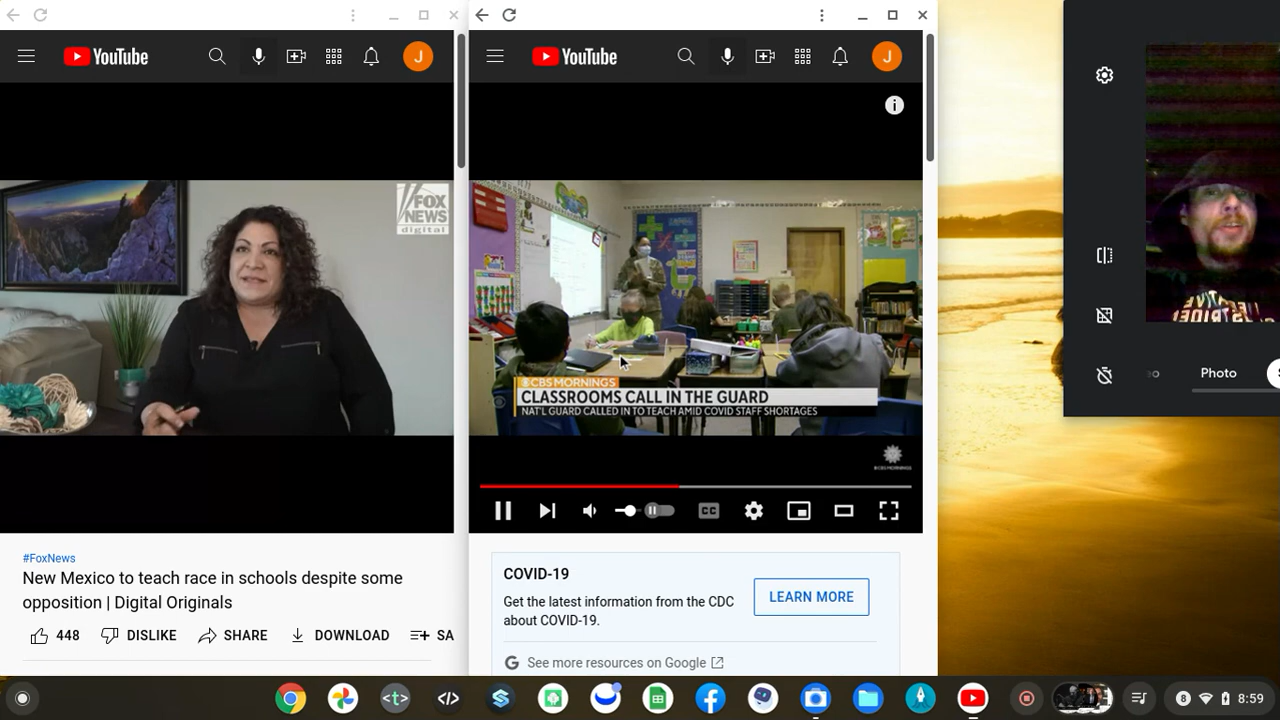 YouTube
J
FOX
NEWS
digital
#FoxNews
New Mexico to teach race in schools despite some
opposition | Digital Originals
448
DISLIKE
SHARE
DOWNLOAD
SA
YouTube
J
CBS MORNINGS
CLASSROOMS CALL IN THE GUARD
NAT'L GUARD CALLED IN TO TEACH AMID COVID STAFF SHORTAGES
CBS MORNINGS
CC
COVID-19
Get the latest information from the CDC
about COVID-19.
LEARN MORE
See more resources on Google
Photo
8
8:59